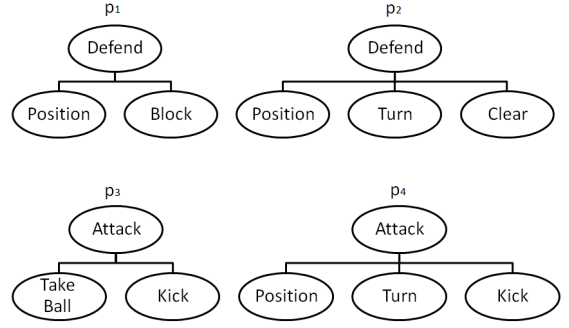 p1
p2
Defend
Defend
Position
Block
Position
Turn
Clear
p3
p4
Attack
Attack
Take
Ball
Kick
Position
Turn
Kick